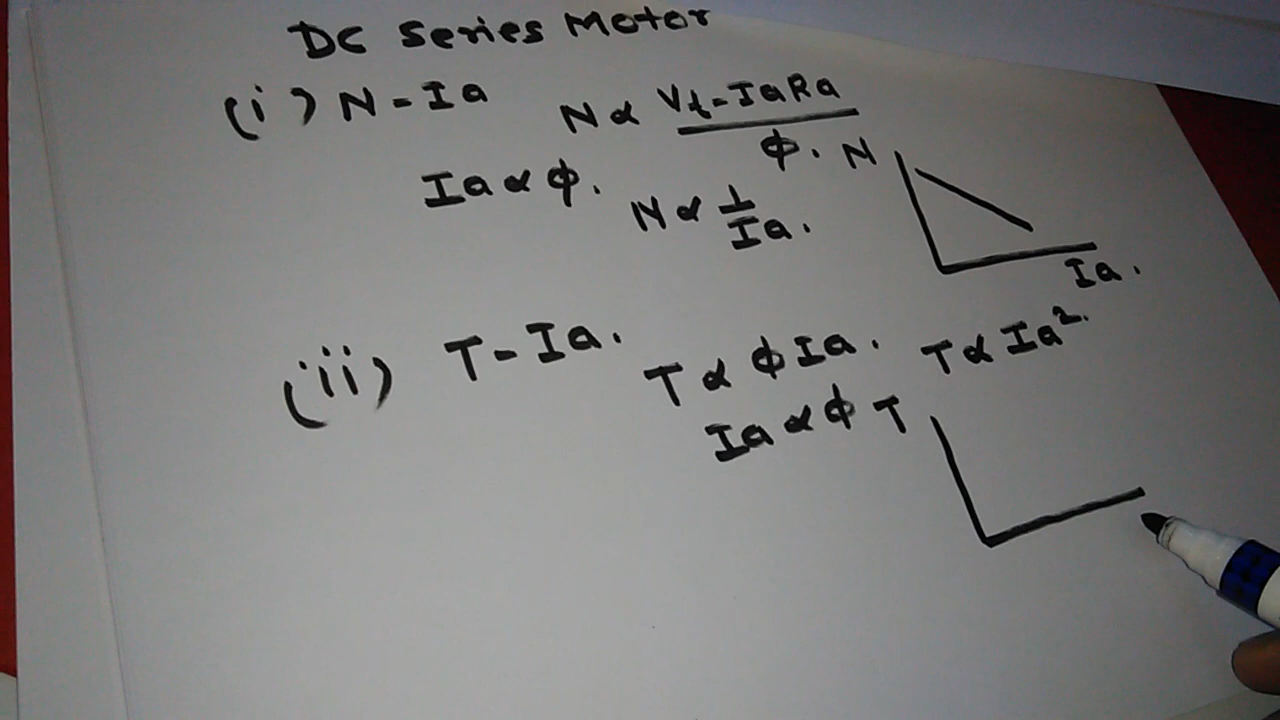 DC Series Motor
(i) N - Ia N ∝ Vt - IaRa / ϕ.
Ia ∝ ϕ. N ∝ 1 / Ia.
N
Ia.
(ii) T - Ia. T ∝ ϕ Ia. T ∝ Ia².
Ia ∝ ϕ
T